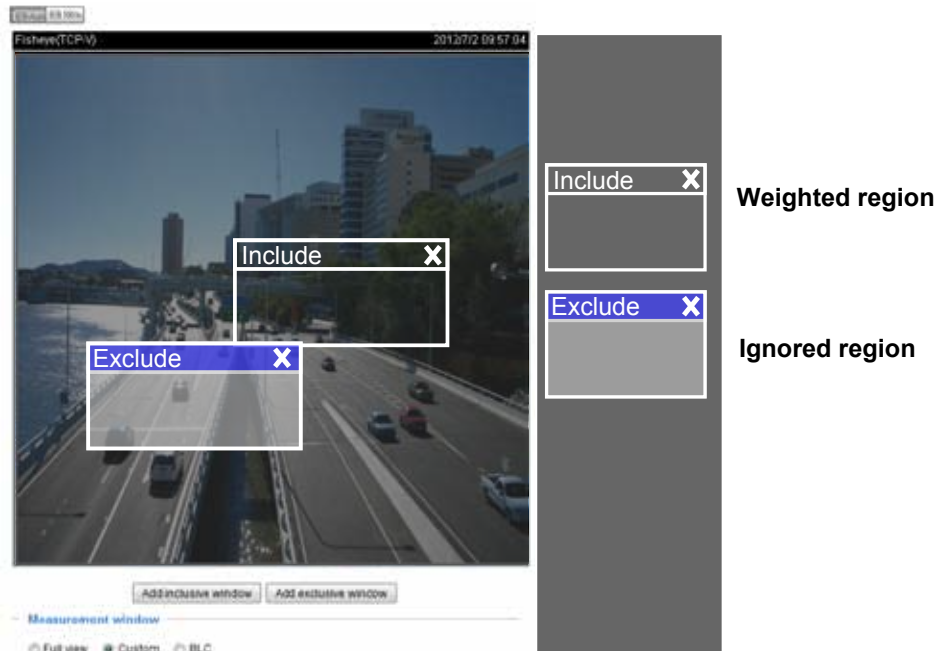 Fisheye(TCP-V) 2012/7/2 09:57:04
Include X
Weighted region
Include X
Exclude X
Ignored region
Exclude X
Add inclusive window Add exclusive window
Measurement window
Full view Custom BLC